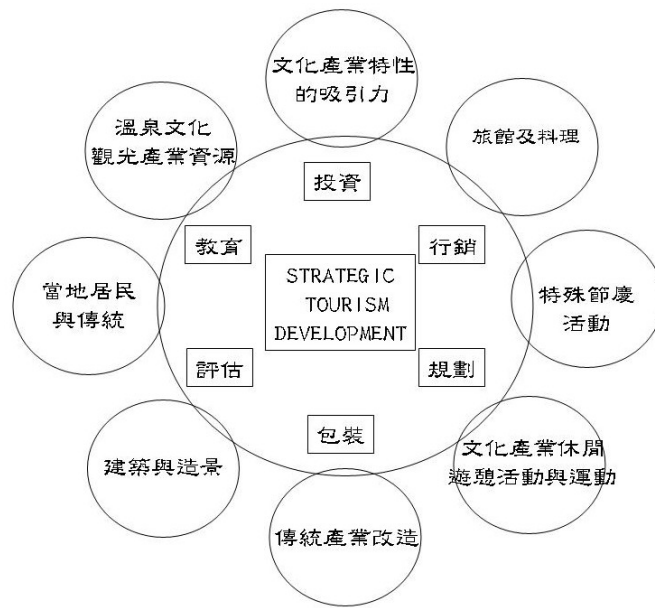 文化產業特性
的吸引力
溫泉文化
觀光產業資源
旅館及料理
投資
教育
行銷
STRATEGIC
TOURISM
DEVELOPMENT
當地居民
與傳統
特殊節慶
活動
評估
規劃
包裝
建築與造景
文化產業休閒
遊憩活動與運動
傳統產業改造